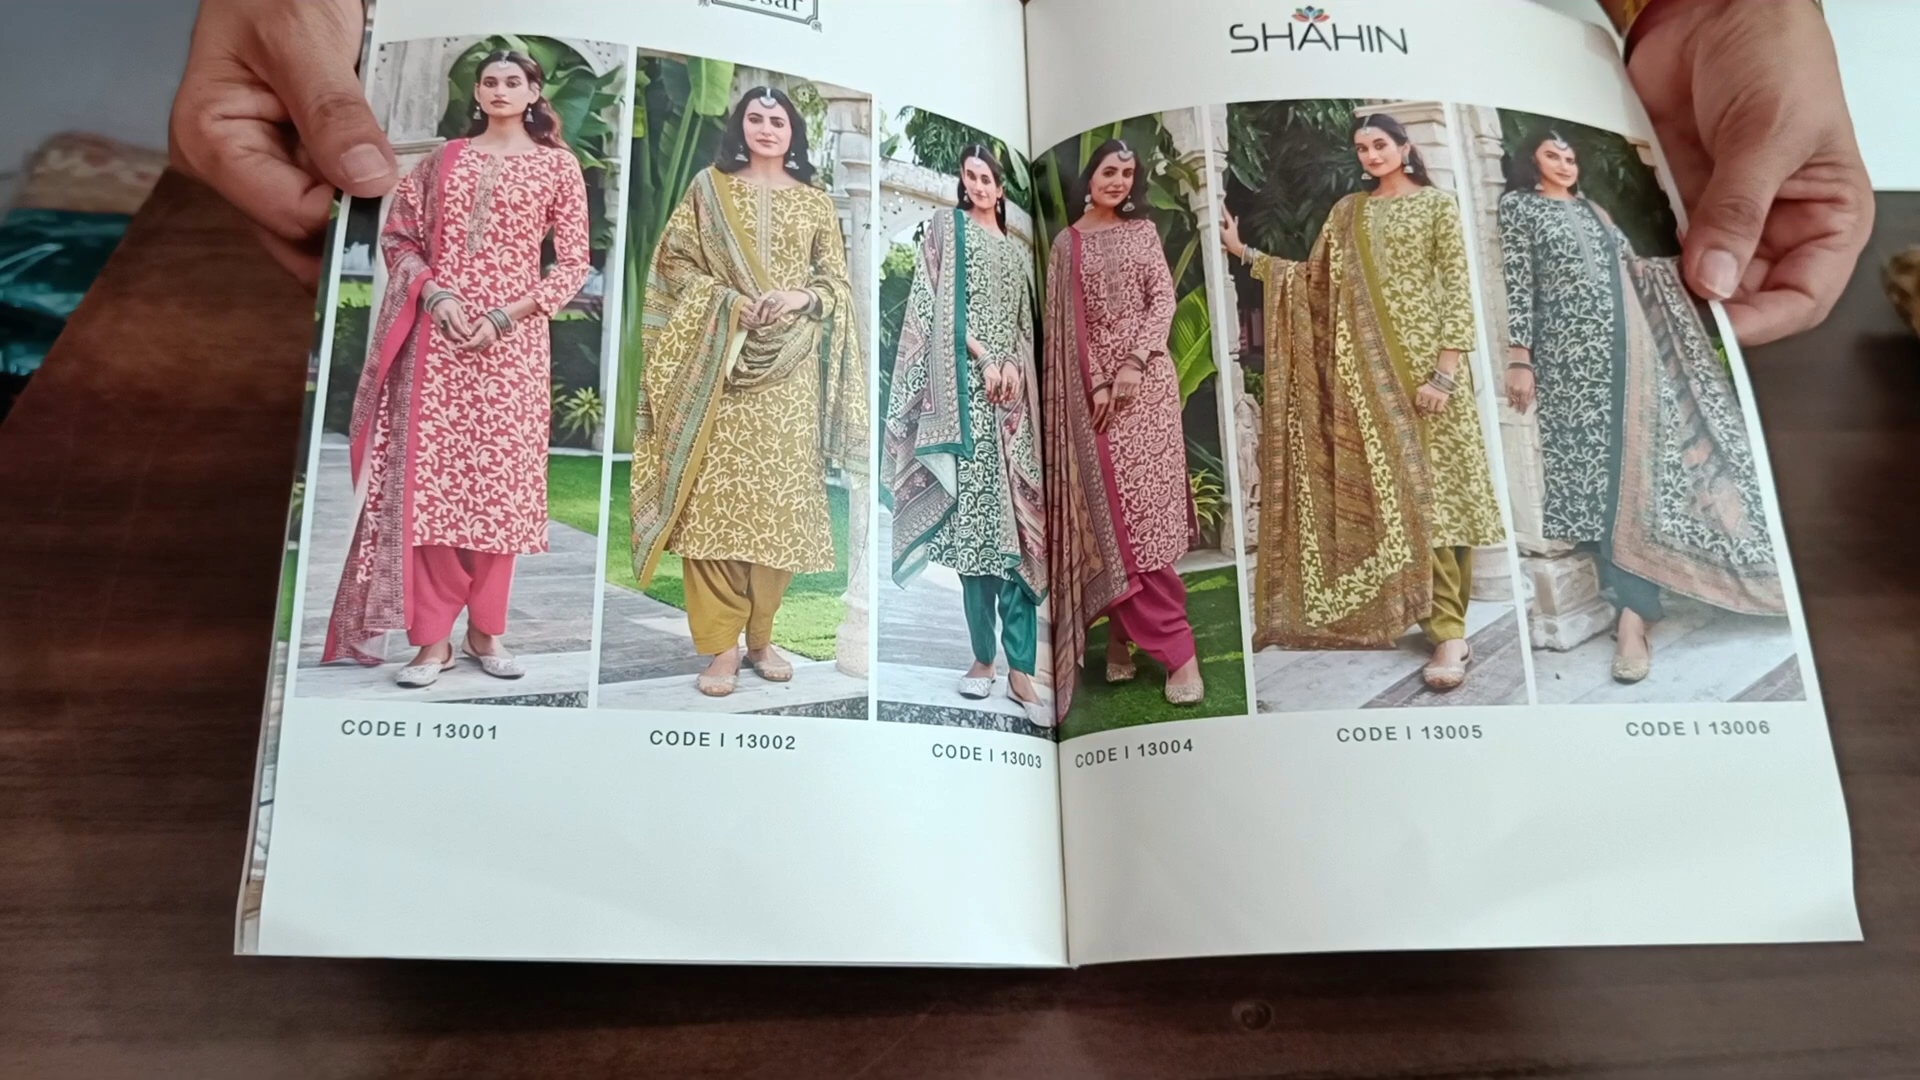 SHAHIN
CODE I 13001
CODE I 13002
CODE I 13003
CODE I 13004
CODE I 13005
CODE I 13006